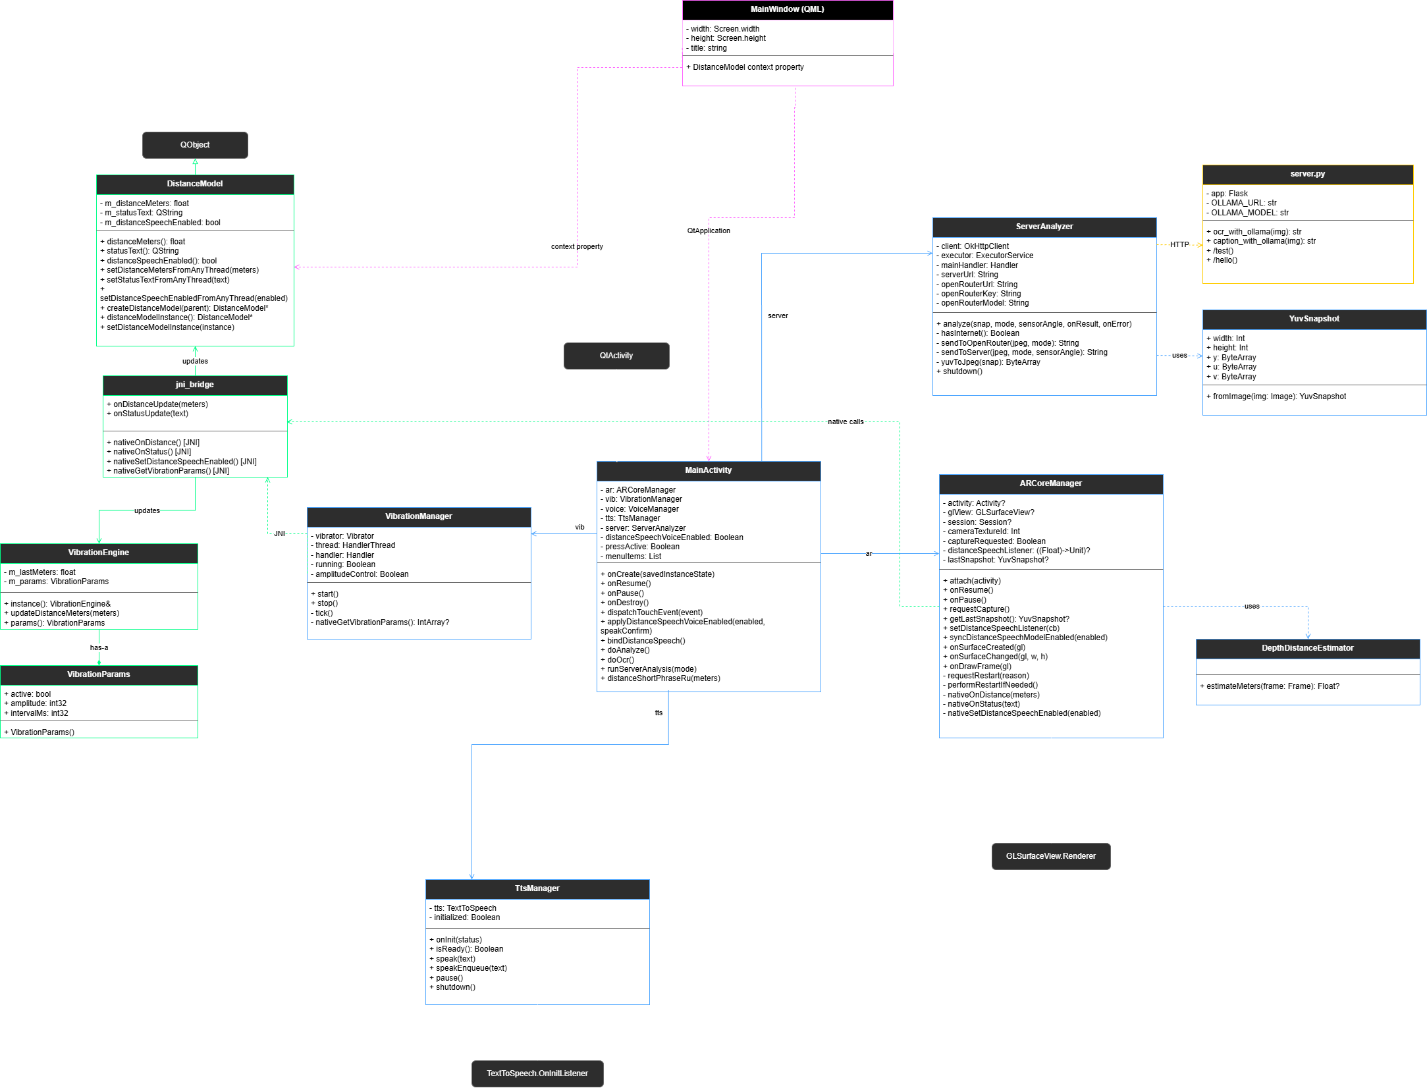 MainWindow (QML)
- width: Screen.width
- height: Screen.height
- title: string
+ DistanceModel context property
QObject
DistanceModel
- m_distanceMeters: float
- m_statusText: QString
- m_distanceSpeechEnabled: bool
+ distanceMeters(): float
+ statusText(): QString
+ distanceSpeechEnabled(): bool
+ setDistanceMetersFromAnyThread(meters)
+ setStatusTextFromAnyThread(text)
+
setDistanceSpeechEnabledFromAnyThread(enabled)
+ createDistanceModel(parent): DistanceModel*
+ distanceModelInstance(): DistanceModel*
+ setDistanceModelInstance(instance)
context property
QtApplication
server.py
- app: Flask
- OLLAMA_URL: str
- OLLAMA_MODEL: str
+ ocr_with_ollama(img): str
+ caption_with_ollama(img): str
+ /test()
+ /hello()
ServerAnalyzer
- client: OkHttpClient
- executor: ExecutorService
- mainHandler: Handler
- serverUrl: String
- openRouterUrl: String
- openRouterKey: String
- openRouterModel: String
+ analyze(snap, mode, sensorAngle, onResult, onError)
- hasInternet(): Boolean
- sendToOpenRouter(jpeg, mode): String
- sendToServer(jpeg, mode, sensorAngle): String
- yuvToJpeg(snap): ByteArray
+ shutdown()
HTTP
uses
YuvSnapshot
+ width: Int
+ height: Int
+ y: ByteArray
+ u: ByteArray
+ v: ByteArray
+ fromImage(img: Image): YuvSnapshot
server
QtActivity
updates
jni_bridge
+ onDistanceUpdate(meters)
+ onStatusUpdate(text)
+ nativeOnDistance() [JNI]
+ nativeOnStatus() [JNI]
+ nativeSetDistanceSpeechEnabled() [JNI]
+ nativeGetVibrationParams() [JNI]
native calls
updates
JNI
VibrationManager
- vibrator: Vibrator
- thread: HandlerThread
- handler: Handler
- running: Boolean
- amplitudeControl: Boolean
+ start()
+ stop()
- tick()
- nativeGetVibrationParams(): IntArray?
vib
MainActivity
- ar: ARCoreManager
- vib: VibrationManager
- voice: VoiceManager
- tts: TtsManager
- server: ServerAnalyzer
- distanceSpeechVoiceEnabled: Boolean
- pressActive: Boolean
- menuItems: List
+ onCreate(savedInstanceState)
+ onResume()
+ onPause()
+ onDestroy()
+ dispatchTouchEvent(event)
+ applyDistanceSpeechVoiceEnabled(enabled,
speakConfirm)
+ bindDistanceSpeech()
+ doAnalyze()
+ doOcr()
+ runServerAnalysis(mode)
+ distanceShortPhraseRu(meters)
ar
ARCoreManager
- activity: Activity?
- glView: GLSurfaceView?
- session: Session?
- cameraTextureId: Int
- captureRequested: Boolean
- distanceSpeechListener: ((Float)->Unit)?
- lastSnapshot: YuvSnapshot?
+ attach(activity)
+ onResume()
+ onPause()
+ requestCapture()
+ getLastSnapshot(): YuvSnapshot?
+ setDistanceSpeechListener(cb)
+ syncDistanceSpeechModelEnabled(enabled)
+ onSurfaceCreated(gl)
+ onSurfaceChanged(gl, w, h)
+ onDrawFrame(gl)
- requestRestart(reason)
- performRestartIfNeeded()
- nativeOnDistance(meters)
- nativeOnStatus(text)
- nativeSetDistanceSpeechEnabled(enabled)
uses
DepthDistanceEstimator
+ estimateMeters(frame: Frame): Float?
VibrationEngine
- m_lastMeters: float
- m_params: VibrationParams
+ instance(): VibrationEngine&
+ updateDistanceMeters(meters)
+ params(): VibrationParams
has-a
VibrationParams
+ active: bool
+ amplitude: int32
+ intervalMs: int32
+ VibrationParams()
tts
GLSurfaceView.Renderer
TtsManager
- tts: TextToSpeech
- initialized: Boolean
+ onInit(status)
+ isReady(): Boolean
+ speak(text)
+ speakEnqueue(text)
+ pause()
+ shutdown()
TextToSpeech.OnInitListener